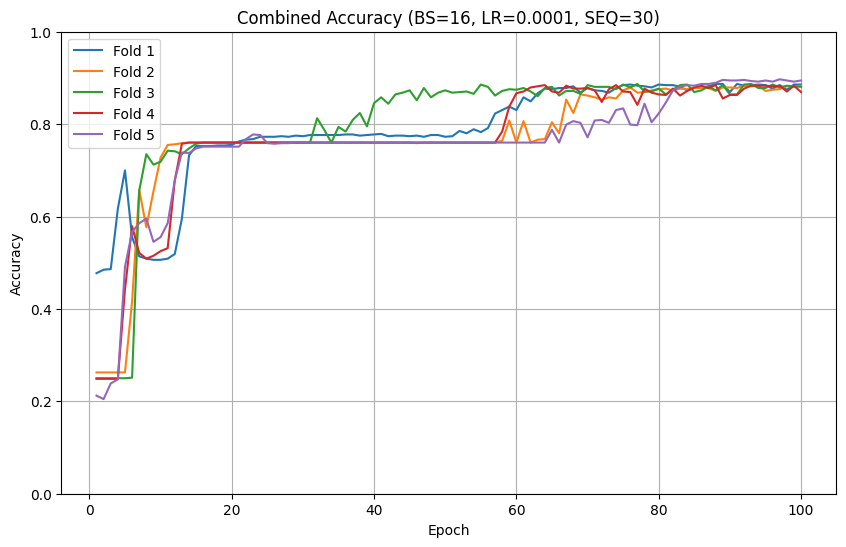 Combined Accuracy (BS=16, LR=0.0001, SEQ=30)
Fold 1
Fold 2
Fold 3
Fold 4
Fold 5
1.0
0.8
0.6
0.4
0.2
0.0
Accuracy
0 20 40 60 80 100
Epoch